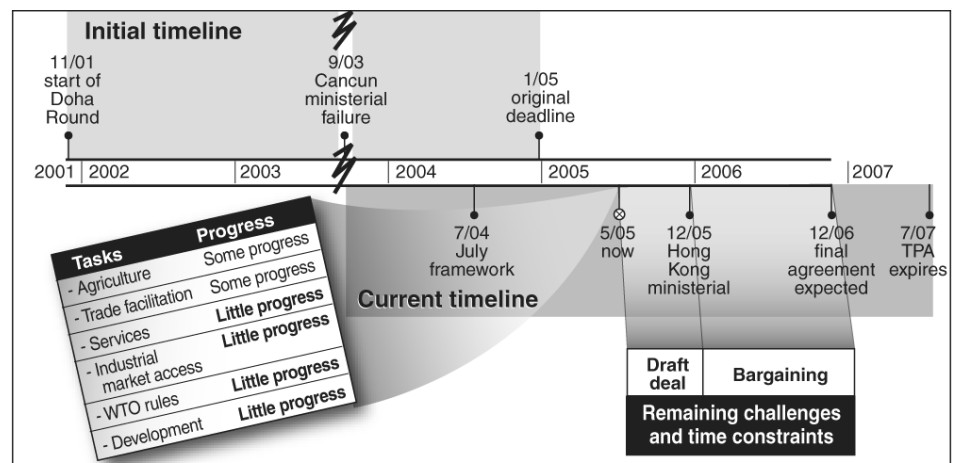 Initial timeline
11/01
start of
Doha
Round
9/03
Cancun
ministerial
failure
1/05
original
deadline
2001 2002 2003 2004 2005 2006 2007
7/04
July
framework
5/05
now
12/05
Hong
Kong
ministerial
12/06
final
agreement
expected
7/07
TPA
expires
Current timeline
Tasks Progress
- Agriculture Some progress
- Trade facilitation Some progress
- Services Little progress
- Industrial
market access Little progress
- WTO rules Little progress
- Development Little progress
Draft
deal
Bargaining
Remaining challenges
and time constraints